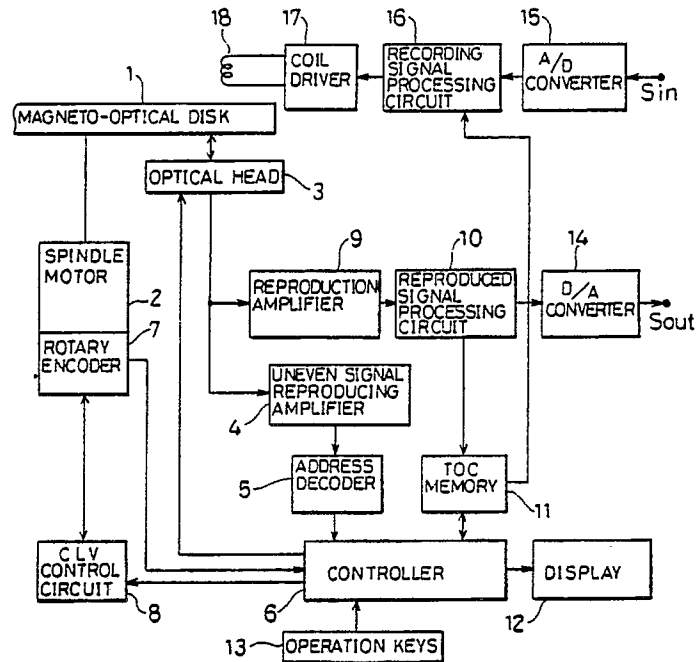 18
17
16
15
COIL
DRIVER
RECORDING
SIGNAL
PROCESSING
CIRCUIT
A/D
CONVERTER
Sin
1
MAGNETO-OPTICAL DISK
OPTICAL HEAD
3
9
10
14
SPINDLE
MOTOR
2
7
ROTARY
ENCODER
REPRODUCTION
AMPLIFIER
REPRODUCED
SIGNAL
PROCESSING
CIRCUIT
D/A
CONVERTER
Sout
UNEVEN SIGNAL
REPRODUCING
AMPLIFIER
4
ADDRESS
DECODER
5
TOC
MEMORY
11
CLV
CONTROL
CIRCUIT
8
CONTROLLER
6
DISPLAY
12
13
OPERATION KEYS